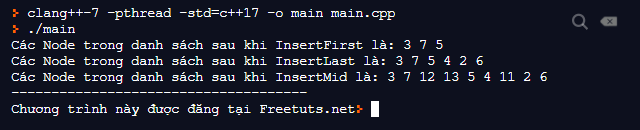 > clang++-7 -pthread -std=c++17 -o main main.cpp
> ./main
Các Node trong danh sách sau khi InsertFirst là: 3 7 5
Các Node trong danh sách sau khi InsertLast là: 3 7 5 4 2 6
Các Node trong danh sách sau khi InsertMid là: 3 7 12 13 5 4 11 2 6
-------------------------------------
Chương trình này được đăng tại Freetuts.net>